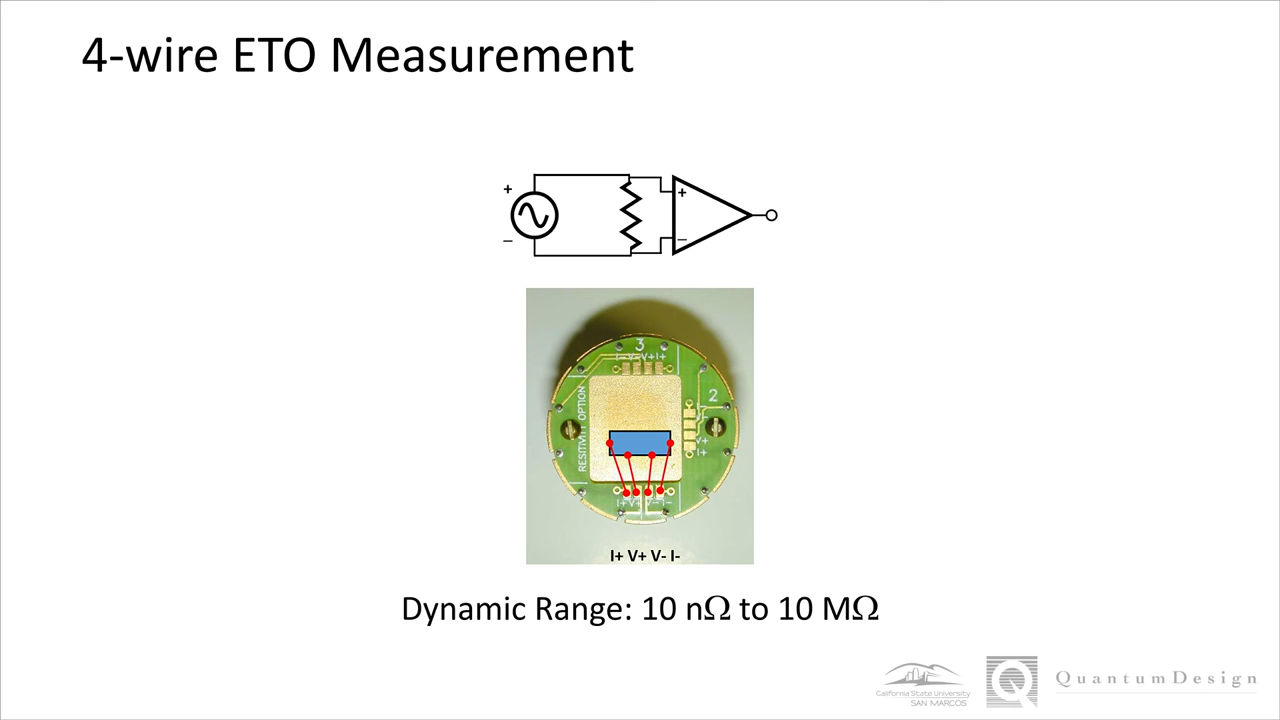 4-wire ETO Measurement
+
+
–
–
3
I- V- V+ I+
2
V+
I+
RESITIVITY OPTION
I+ V+ V- I-
I+ V+ V- I-
Dynamic Range: 10 nΩ to 10 MΩ
California State University
SAN MARCOS
QuantumDesign